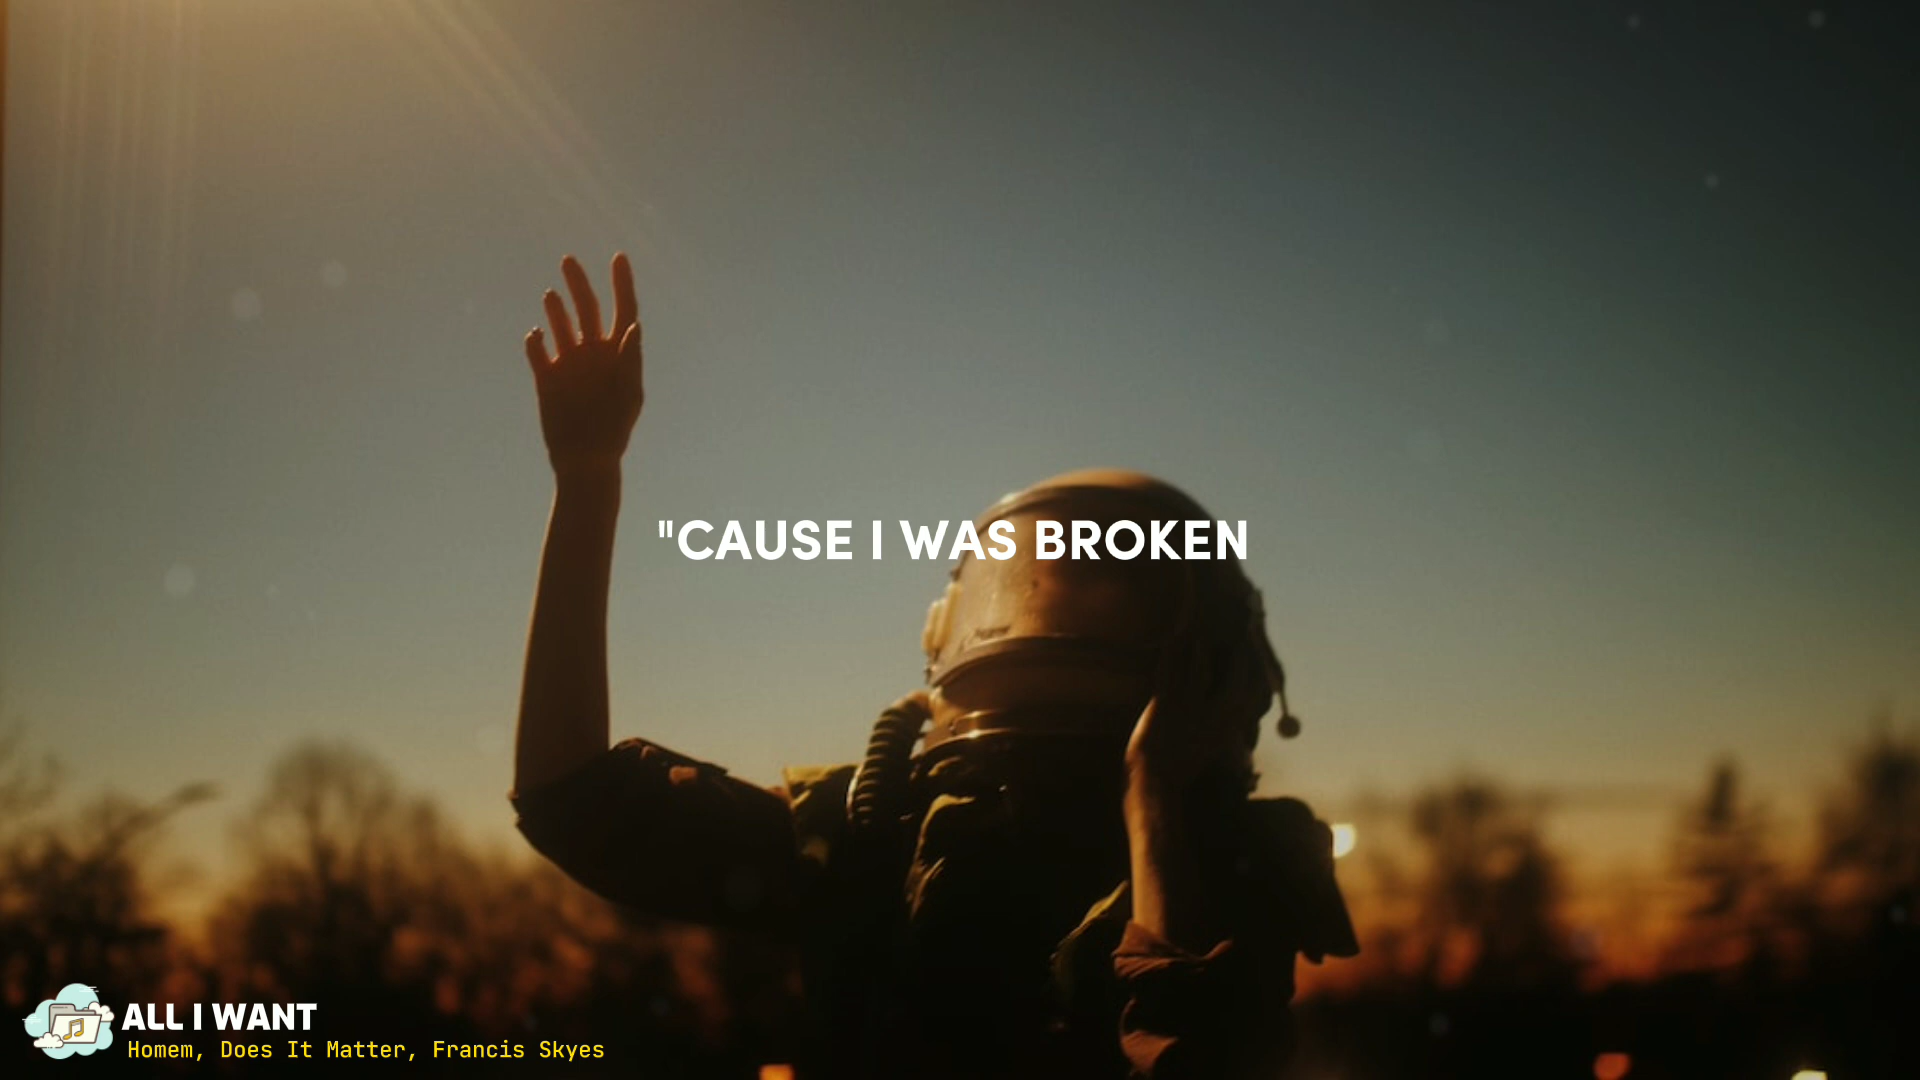 "CAUSE I WAS BROKEN
ALL I WANT
Homem, Does It Matter, Francis Skyes